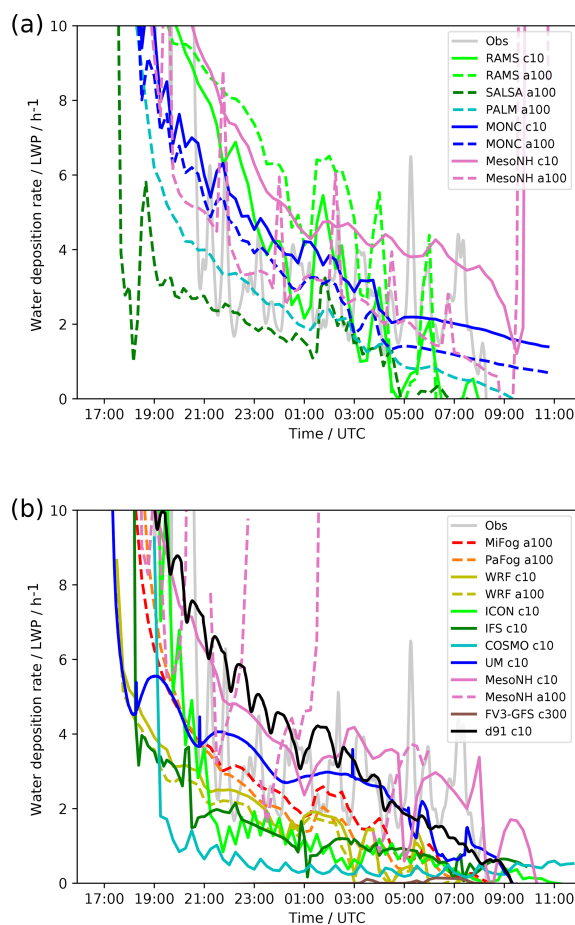 (a)
Water deposition rate / LWP / h-1
10
8
6
4
2
0
Obs
RAMS c10
RAMS a100
SALSA a100
PALM a100
MONC c10
MONC a100
MesoNH c10
MesoNH a100
17:00 19:00 21:00 23:00 01:00 03:00 05:00 07:00 09:00 11:00
Time / UTC
(b)
Water deposition rate / LWP / h-1
10
8
6
4
2
0
Obs
MiFog a100
PaFog a100
WRF c10
WRF a100
ICON c10
IFS c10
COSMO c10
UM c10
MesoNH c10
MesoNH a100
FV3-GFS c300
d91 c10
17:00 19:00 21:00 23:00 01:00 03:00 05:00 07:00 09:00 11:00
Time / UTC